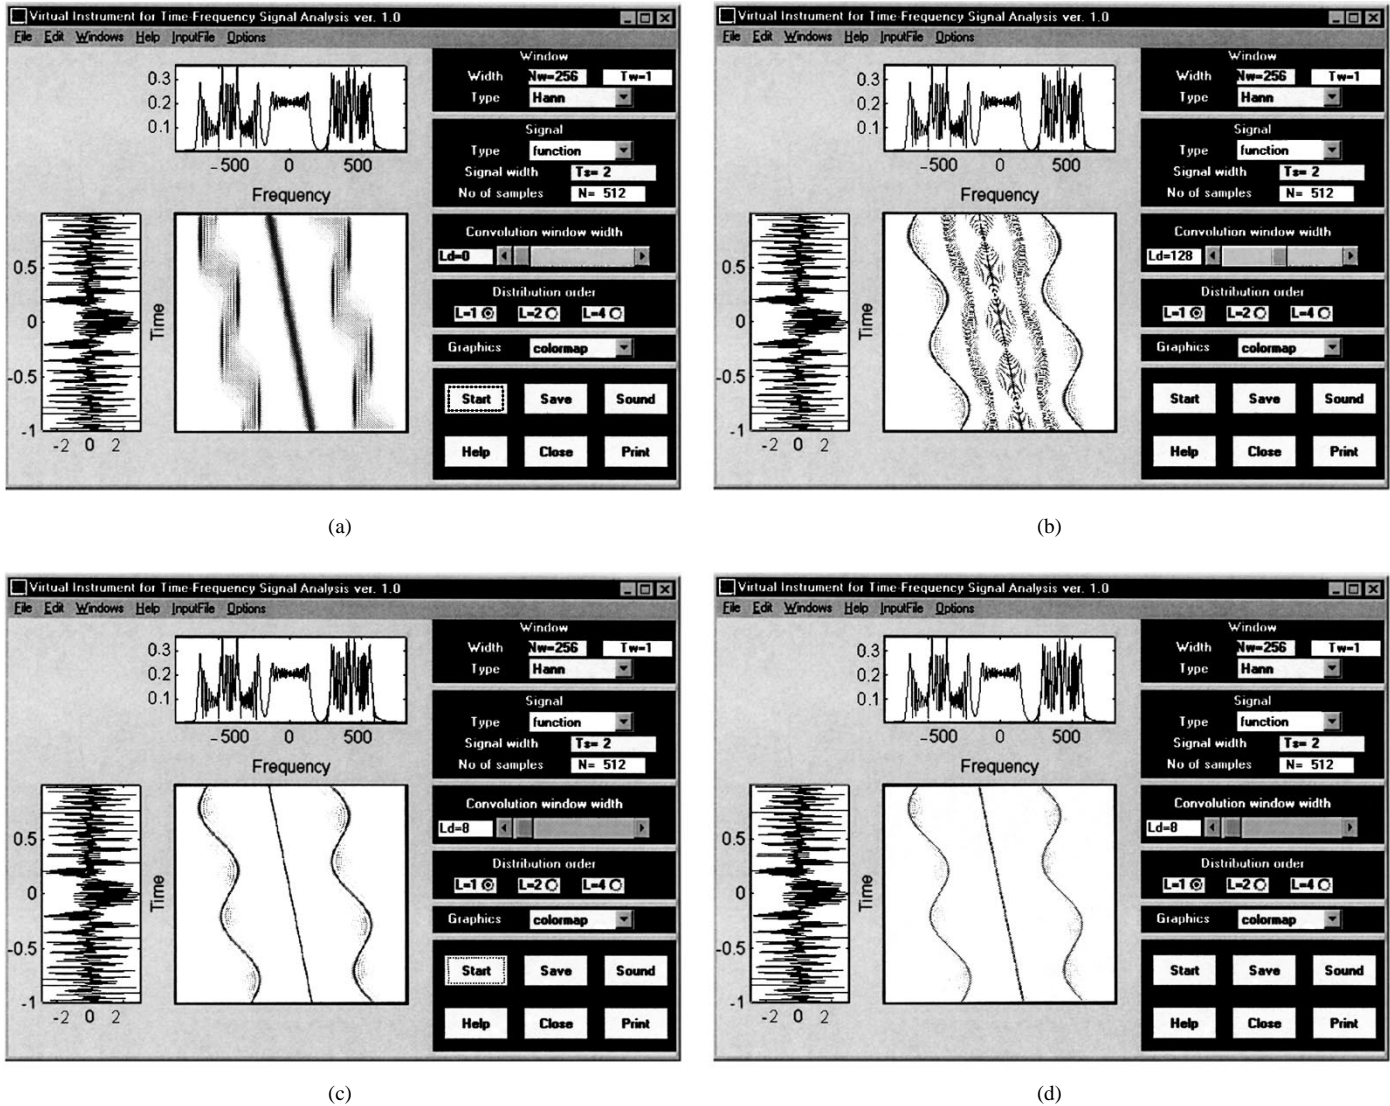 Virtual Instrument for Time-Frequency Signal Analysis ver. 1.0
File Edit Windows Help InputFile Options
0.3
0.2
0.1
-500 0 500
Frequency
0.5
0
-0.5
-1
Time
-2 0 2
Window
Width Nw=256 Tw=1
Type Hann
Signal
Type function
Signal width Ts= 2
No of samples N= 512
Convolution window width
Ld=0
Distribution order
L=1 L=2 L=4
Graphics colormap
Start Save Sound
Help Close Print
(a)
Virtual Instrument for Time-Frequency Signal Analysis ver. 1.0
File Edit Windows Help InputFile Options
0.3
0.2
0.1
-500 0 500
Frequency
0.5
0
-0.5
-1
Time
-2 0 2
Window
Width Nw=256 Tw=1
Type Hann
Signal
Type function
Signal width Ts= 2
No of samples N= 512
Convolution window width
Ld=128
Distribution order
L=1 L=2 L=4
Graphics colormap
Start Save Sound
Help Close Print
(b)
Virtual Instrument for Time-Frequency Signal Analysis ver. 1.0
File Edit Windows Help InputFile Options
0.3
0.2
0.1
-500 0 500
Frequency
0.5
0
-0.5
-1
Time
-2 0 2
Window
Width Nw=256 Tw=1
Type Hann
Signal
Type function
Signal width Ts= 2
No of samples N= 512
Convolution window width
Ld=8
Distribution order
L=1 L=2 L=4
Graphics colormap
Start Save Sound
Help Close Print
(c)
Virtual Instrument for Time-Frequency Signal Analysis ver. 1.0
File Edit Windows Help InputFile Options
0.3
0.2
0.1
-500 0 500
Frequency
0.5
0
-0.5
-1
Time
-2 0 2
Window
Width Nw=256 Tw=1
Type Hann
Signal
Type function
Signal width Ts= 2
No of samples N= 512
Convolution window width
Ld=8
Distribution order
L=1 L=2 L=4
Graphics colormap
Start Save Sound
Help Close Print
(d)